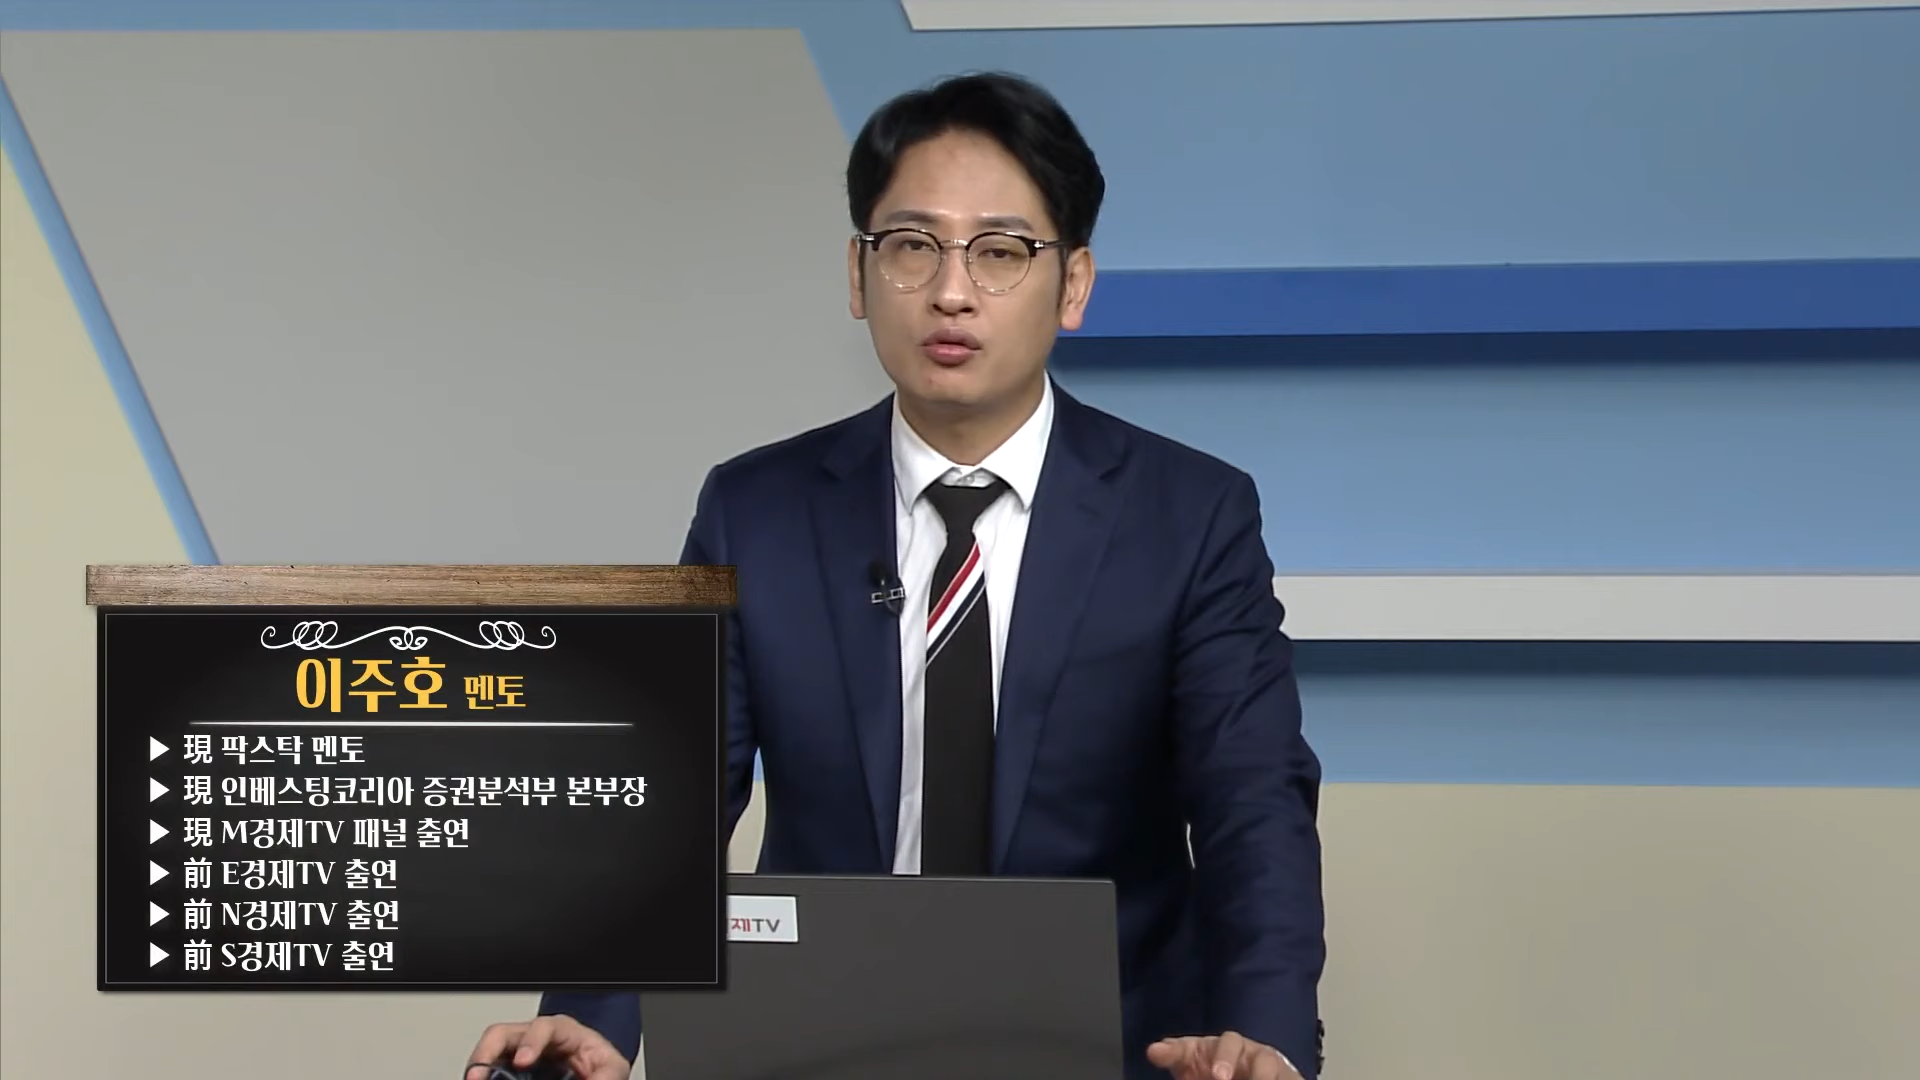 이주호 멘토
▶ 現 팍스탁 멘토
▶ 現 인베스팅코리아 증권분석부 본부장
▶ 現 M경제TV 패널 출연
▶ 前 E경제TV 출연
▶ 前 N경제TV 출연
▶ 前 S경제TV 출연
제TV